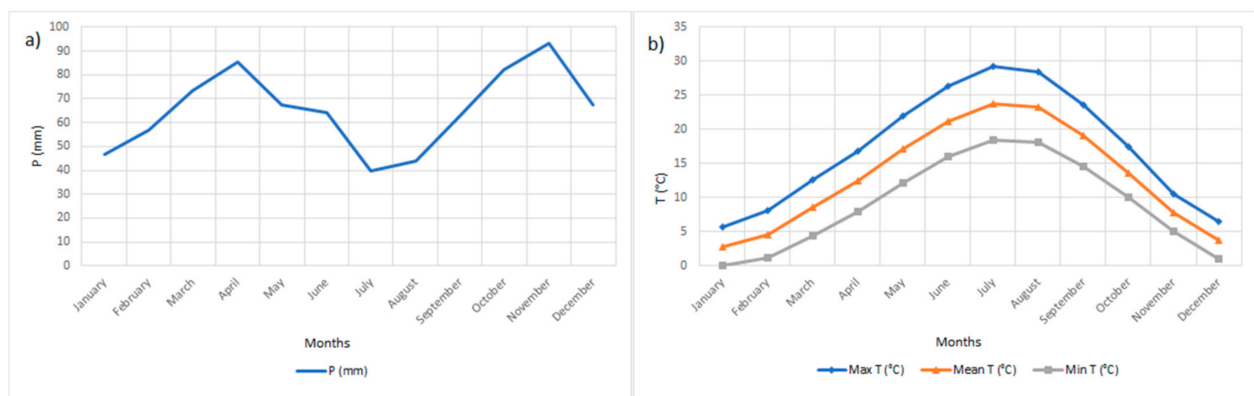 a)
100
90
80
70
60
50
40
30
20
10
0
P (mm)
January
February
March
April
May
June
July
August
September
October
November
December
Months
P (mm)
b)
35
30
25
20
15
10
5
0
T (°C)
January
February
March
April
May
June
July
August
September
October
November
December
Months
Max T (°C) Mean T (°C) Min T (°C)